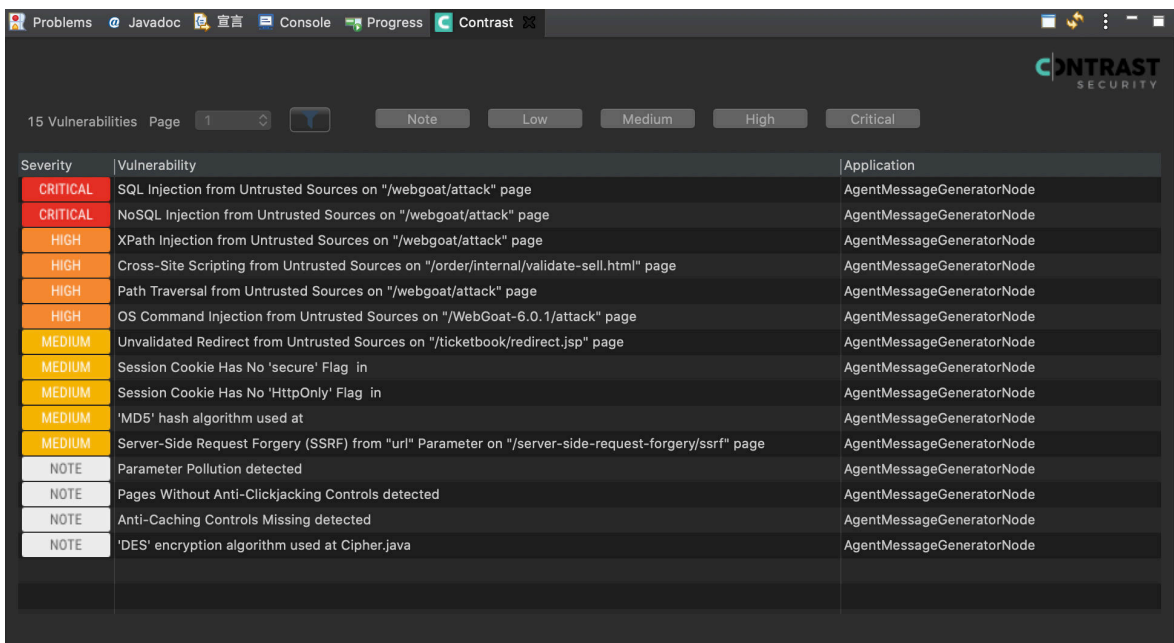 Problems @ Javadoc 宣言 Console Progress Contrast
CONTRAST
SECURITY
15 Vulnerabilities Page 1 Note Low Medium High Critical
Severity Vulnerability Application
CRITICAL SQL Injection from Untrusted Sources on "/webgoat/attack" page AgentMessageGeneratorNode
CRITICAL NoSQL Injection from Untrusted Sources on "/webgoat/attack" page AgentMessageGeneratorNode
HIGH XPath Injection from Untrusted Sources on "/webgoat/attack" page AgentMessageGeneratorNode
HIGH Cross-Site Scripting from Untrusted Sources on "/order/internal/validate-sell.html" page AgentMessageGeneratorNode
HIGH Path Traversal from Untrusted Sources on "/webgoat/attack" page AgentMessageGeneratorNode
HIGH OS Command Injection from Untrusted Sources on "/WebGoat-6.0.1/attack" page AgentMessageGeneratorNode
MEDIUM Unvalidated Redirect from Untrusted Sources on "/ticketbook/redirect.jsp" page AgentMessageGeneratorNode
MEDIUM Session Cookie Has No 'secure' Flag in AgentMessageGeneratorNode
MEDIUM Session Cookie Has No 'HttpOnly' Flag in AgentMessageGeneratorNode
MEDIUM 'MD5' hash algorithm used at AgentMessageGeneratorNode
MEDIUM Server-Side Request Forgery (SSRF) from "url" Parameter on "/server-side-request-forgery/ssrf" page AgentMessageGeneratorNode
NOTE Parameter Pollution detected AgentMessageGeneratorNode
NOTE Pages Without Anti-Clickjacking Controls detected AgentMessageGeneratorNode
NOTE Anti-Caching Controls Missing detected AgentMessageGeneratorNode
NOTE 'DES' encryption algorithm used at Cipher.java AgentMessageGeneratorNode